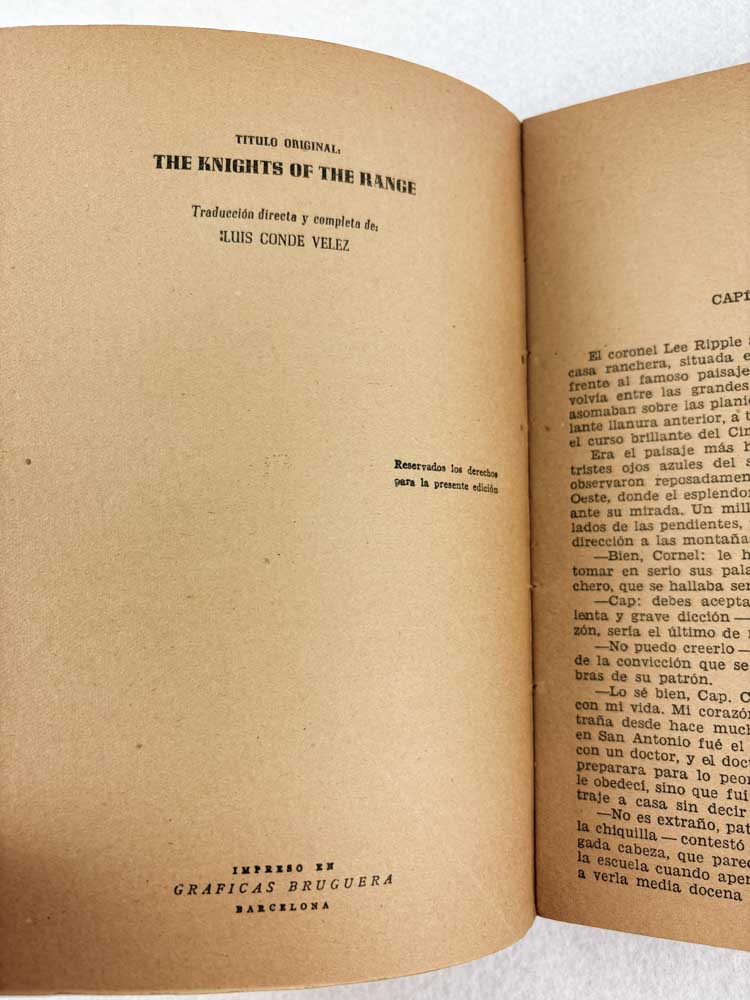 TITULO ORIGINAL:
THE KNIGHTS OF THE RANGE
Traducción directa y completa de:
LUIS CONDE VELEZ
Reservados los derechos
para la presente edición
IMPRESO EN
GRAFICAS BRUGUERA
BARCELONA
CAPÍ
El coronel Lee Ripple
casa ranchera, situada e
frente al famoso paisaje
volvía entre las grandes
asomaban sobre las plani
lante llanura anterior, a t
el curso brillante del Cim
Era el paisaje más h
tristes ojos azules del s
observaron reposadamen
Oeste, donde el esplendor
ante su mirada. Un mill
lados de las pendientes,
dirección a las montaña
—Bien, Cornel: le h
tomar en serio sus pala
chero, que se hallaba sen
—Cap: debes acepta
lenta y grave dicción —
zón, sería el último de
—No puedo creerlo —
de la convicción que se
bras de su patrón.
—Lo sé bien, Cap. C
con mi vida. Mi corazón
traña desde hace much
en San Antonio fué el
con un doctor, y el doct
preparara para lo peor
le obedecí, sino que fui
traje a casa sin decir
—No es extraño, pat
la chiquilla — contestó
gada cabeza, que parec
la escuela cuando apen
a verla media docena